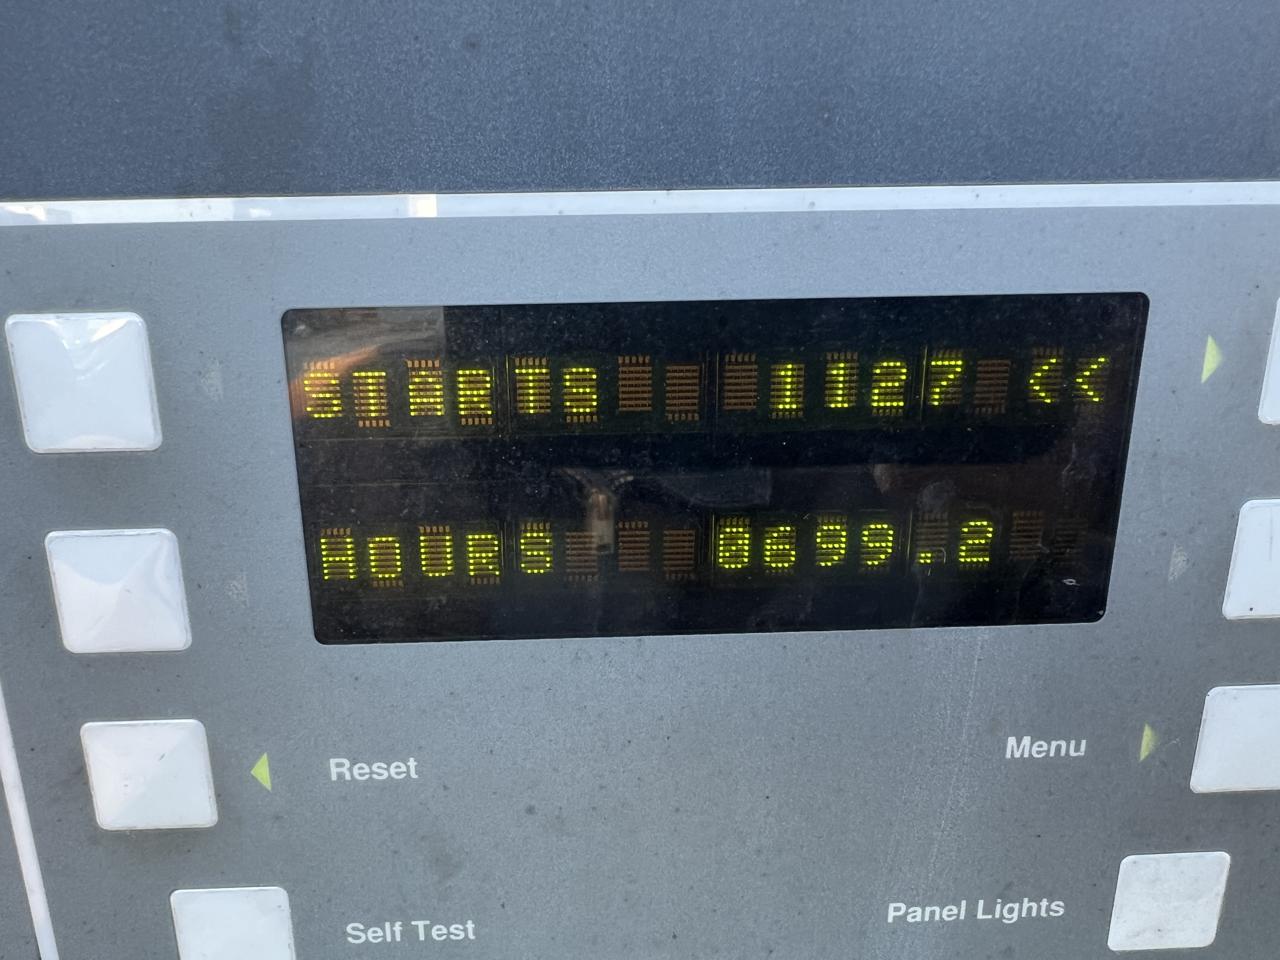 STARTS 1127 <<
HOURS 0699.2
Reset
Menu
Self Test
Panel Lights